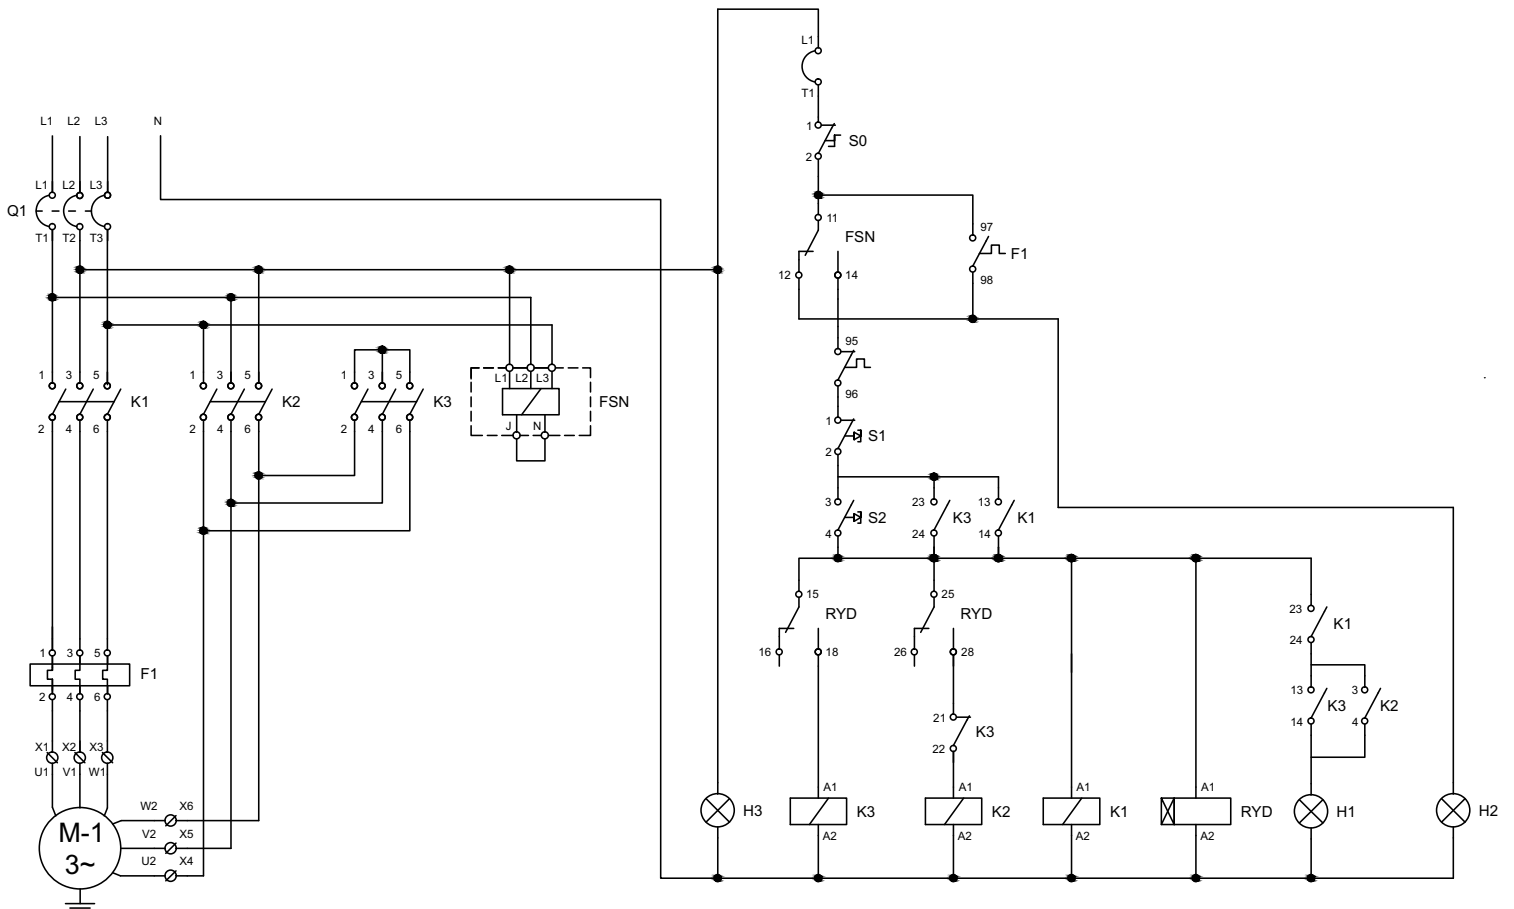 L1 L2 L3 N
L1 L2 L3
Q1
T1 T2 T3
1 3 5 K1
2 4 6
1 3 5 K2
2 4 6
1 3 5 K3
2 4 6
L1 L2 L3
FSN
J N
1 3 5
F1
2 4 6
X1 X2 X3
U1 V1 W1
M-1
3~
W2 X6
V2 X5
U2 X4
L1
T1
1
S0
2
11
FSN
12 14
97
F1
98
95
96
1
S1
2
3
S2
4
23
K3
24
13
K1
14
15
RYD
16 18
25
RYD
26 28
21
K3
22
23
K1
24
13
K3
14
3
K2
4
H3
A1
K3
A2
A1
K2
A2
A1
K1
A2
A1
RYD
A2
H1
H2